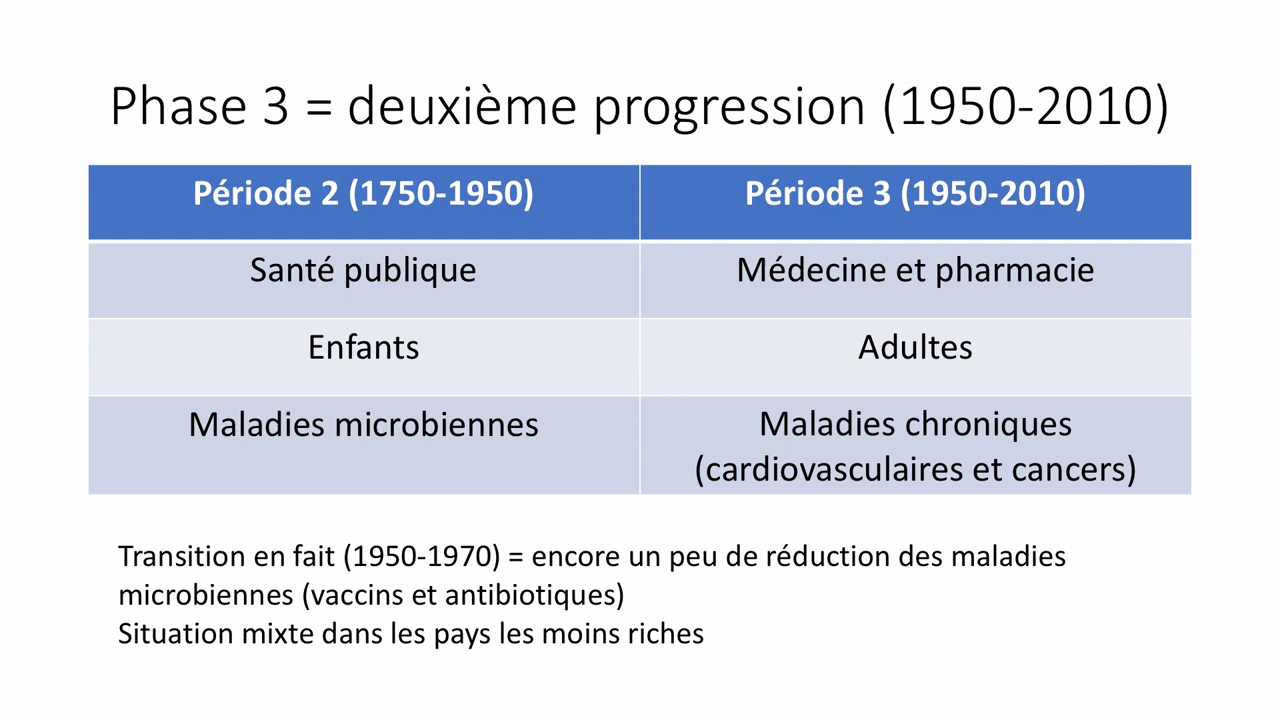 Phase 3 = deuxième progression (1950-2010)
Période 2 (1750-1950)
Période 3 (1950-2010)
Santé publique
Médecine et pharmacie
Enfants
Adultes
Maladies microbiennes
Maladies chroniques
(cardiovasculaires et cancers)
Transition en fait (1950-1970) = encore un peu de réduction des maladies
microbiennes (vaccins et antibiotiques)
Situation mixte dans les pays les moins riches